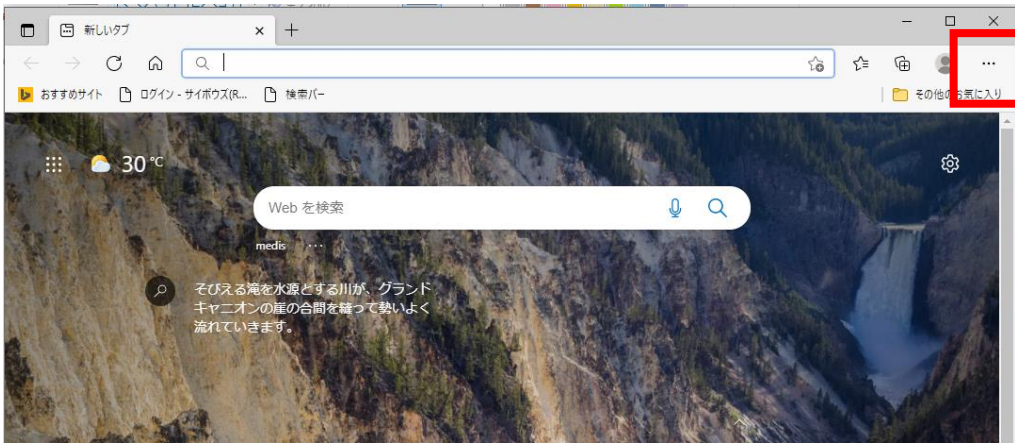 新しいタブ
おすすめサイト ログイン - サイボウズ(R... 検索バー その他のお気に入り
30 ℃
Web を検索
medis ...
そびえる滝を水源とする川が、グランド
キャニオンの崖の合間を縫って勢いよく
流れていきます。